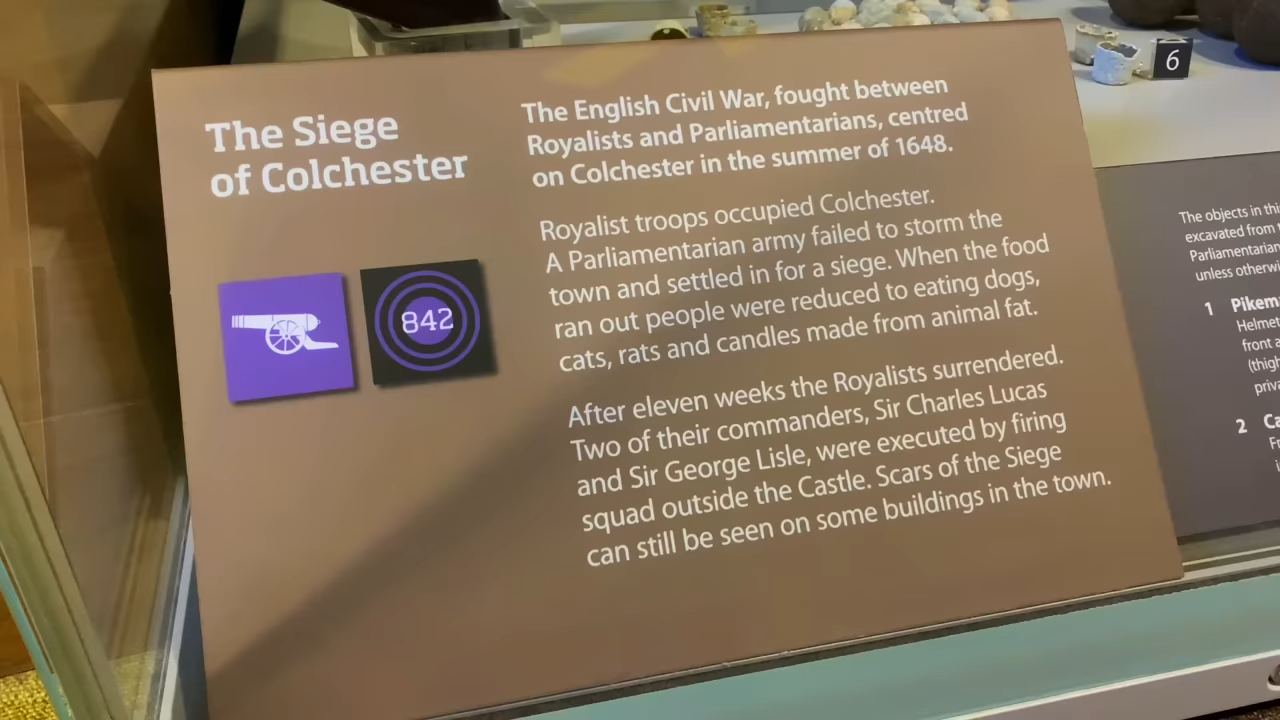 The Siege
of Colchester
842
The English Civil War, fought between
Royalists and Parliamentarians, centred
on Colchester in the summer of 1648.
Royalist troops occupied Colchester.
A Parliamentarian army failed to storm the
town and settled in for a siege. When the food
ran out people were reduced to eating dogs,
cats, rats and candles made from animal fat.
After eleven weeks the Royalists surrendered.
Two of their commanders, Sir Charles Lucas
and Sir George Lisle, were executed by firing
squad outside the Castle. Scars of the Siege
can still be seen on some buildings in the town.
6
The objects in
excavated from
Parliamentarian
unless
1
Helmet
front
2